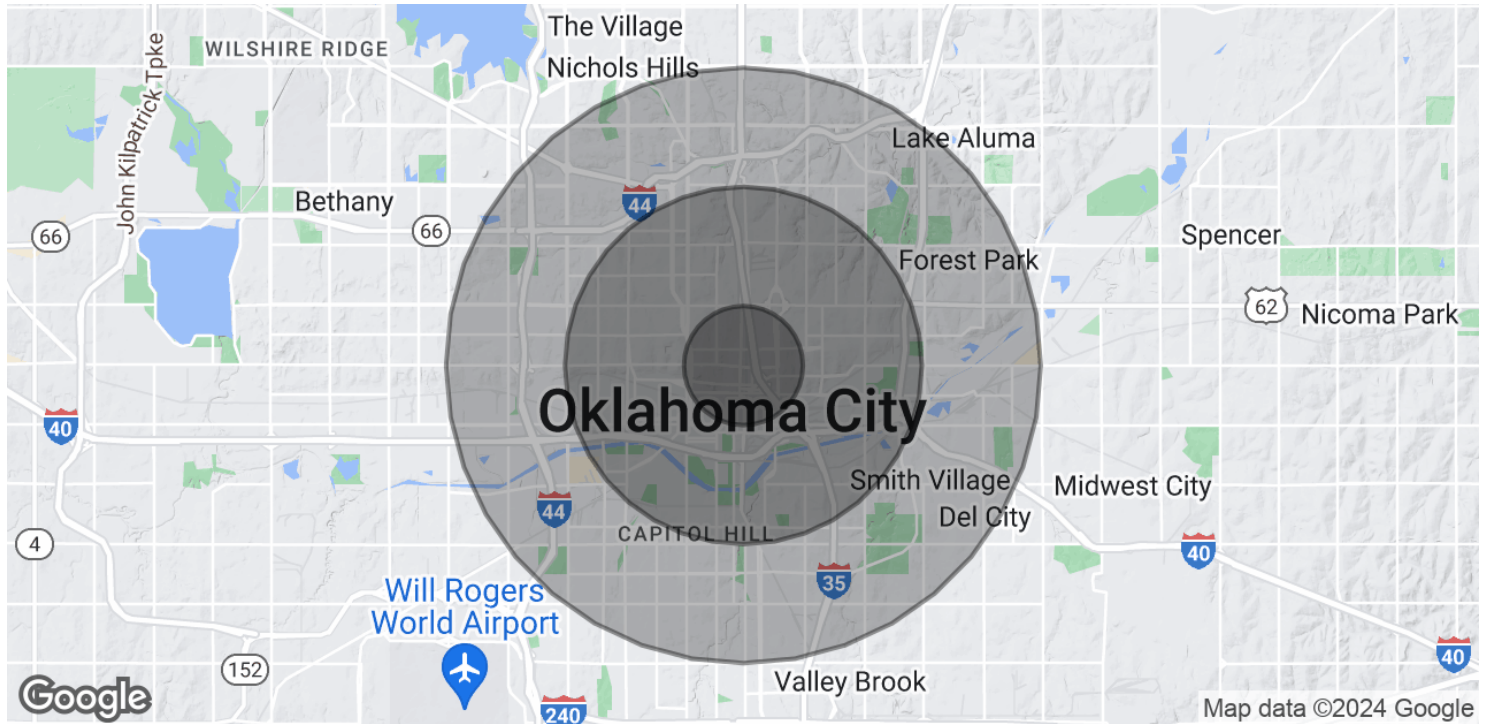 The Village
WILSHIRE RIDGE
Nichols Hills
John Kilpatrick Tpke
Lake Aluma
Bethany
44
66
66
Spencer
Forest Park
62
Nicoma Park
Oklahoma City
40
Smith Village
Midwest City
44
Del City
CAPITOL HILL
4
40
35
Will Rogers
World Airport
152
40
Valley Brook
Google
240
Map data ©2024 Google